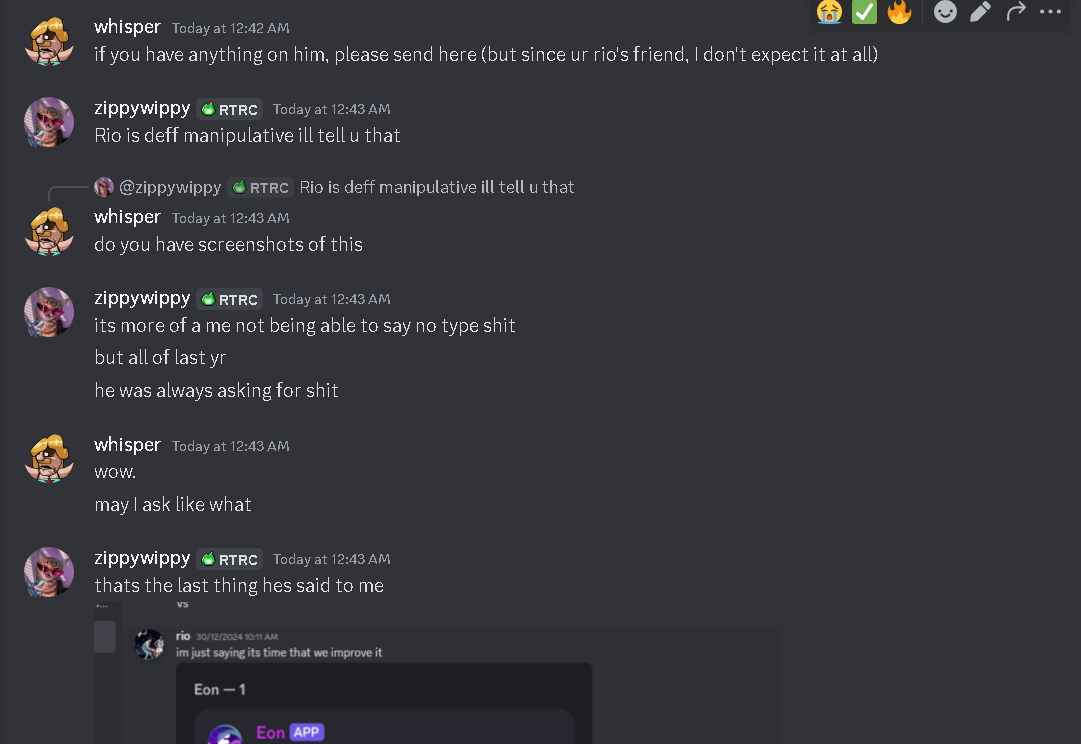 whisper Today at 12:42 AM
if you have anything on him, please send here (but since ur rio's friend, I don't expect it at all)
zippywippy RTRC Today at 12:43 AM
Rio is deff manipulative ill tell u that
@zippywippy RTRC Rio is deff manipulative ill tell u that
whisper Today at 12:43 AM
do you have screenshots of this
zippywippy RTRC Today at 12:43 AM
its more of a me not being able to say no type shit
but all of last yr
he was always asking for shit
whisper Today at 12:43 AM
wow.
may I ask like what
zippywippy RTRC Today at 12:43 AM
thats the last thing hes said to me
vs
rio 30/12/2024 10:11 AM
im just saying its time that we improve it
Eon — 1
Eon APP